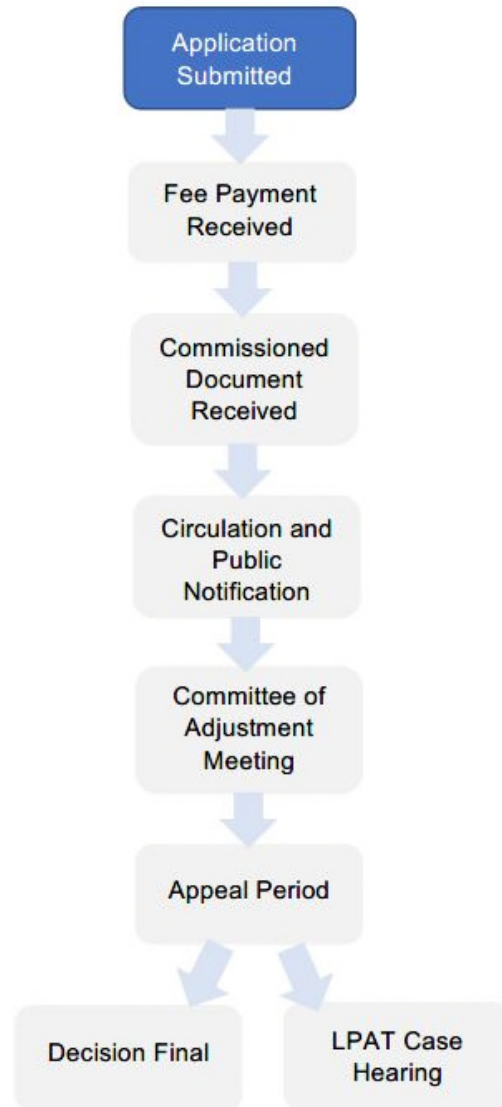 Application
Submitted
Fee Payment
Received
Commissioned
Document
Received
Circulation and
Public
Notification
Committee of
Adjustment
Meeting
Appeal Period
Decision Final
LPAT Case
Hearing